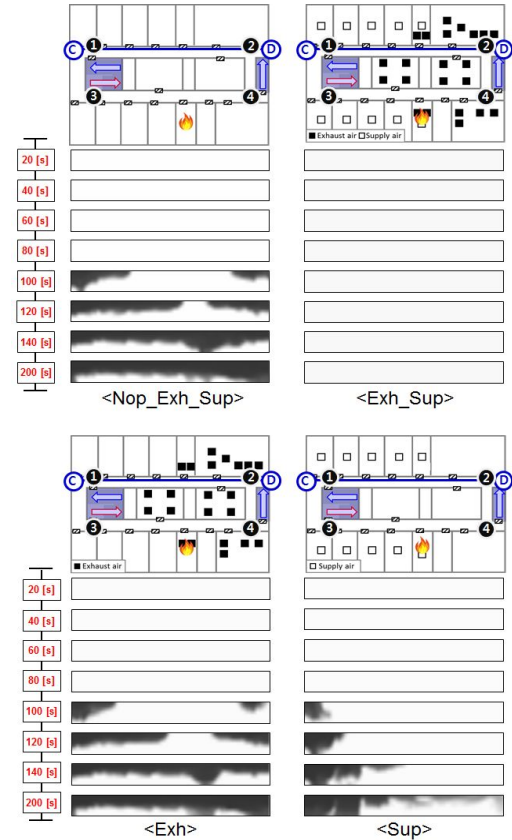 C 1 2 D
3 4
C 1 2 D
3 4
■ Exhaust air □ Supply air
20 [s]
40 [s]
60 [s]
80 [s]
100 [s]
120 [s]
140 [s]
200 [s]
<Nop_Exh_Sup>
<Exh_Sup>
C 1 2 D
3 4
■ Exhaust air
C 1 2 D
3 4
□ Supply air
20 [s]
40 [s]
60 [s]
80 [s]
100 [s]
120 [s]
140 [s]
200 [s]
<Exh>
<Sup>